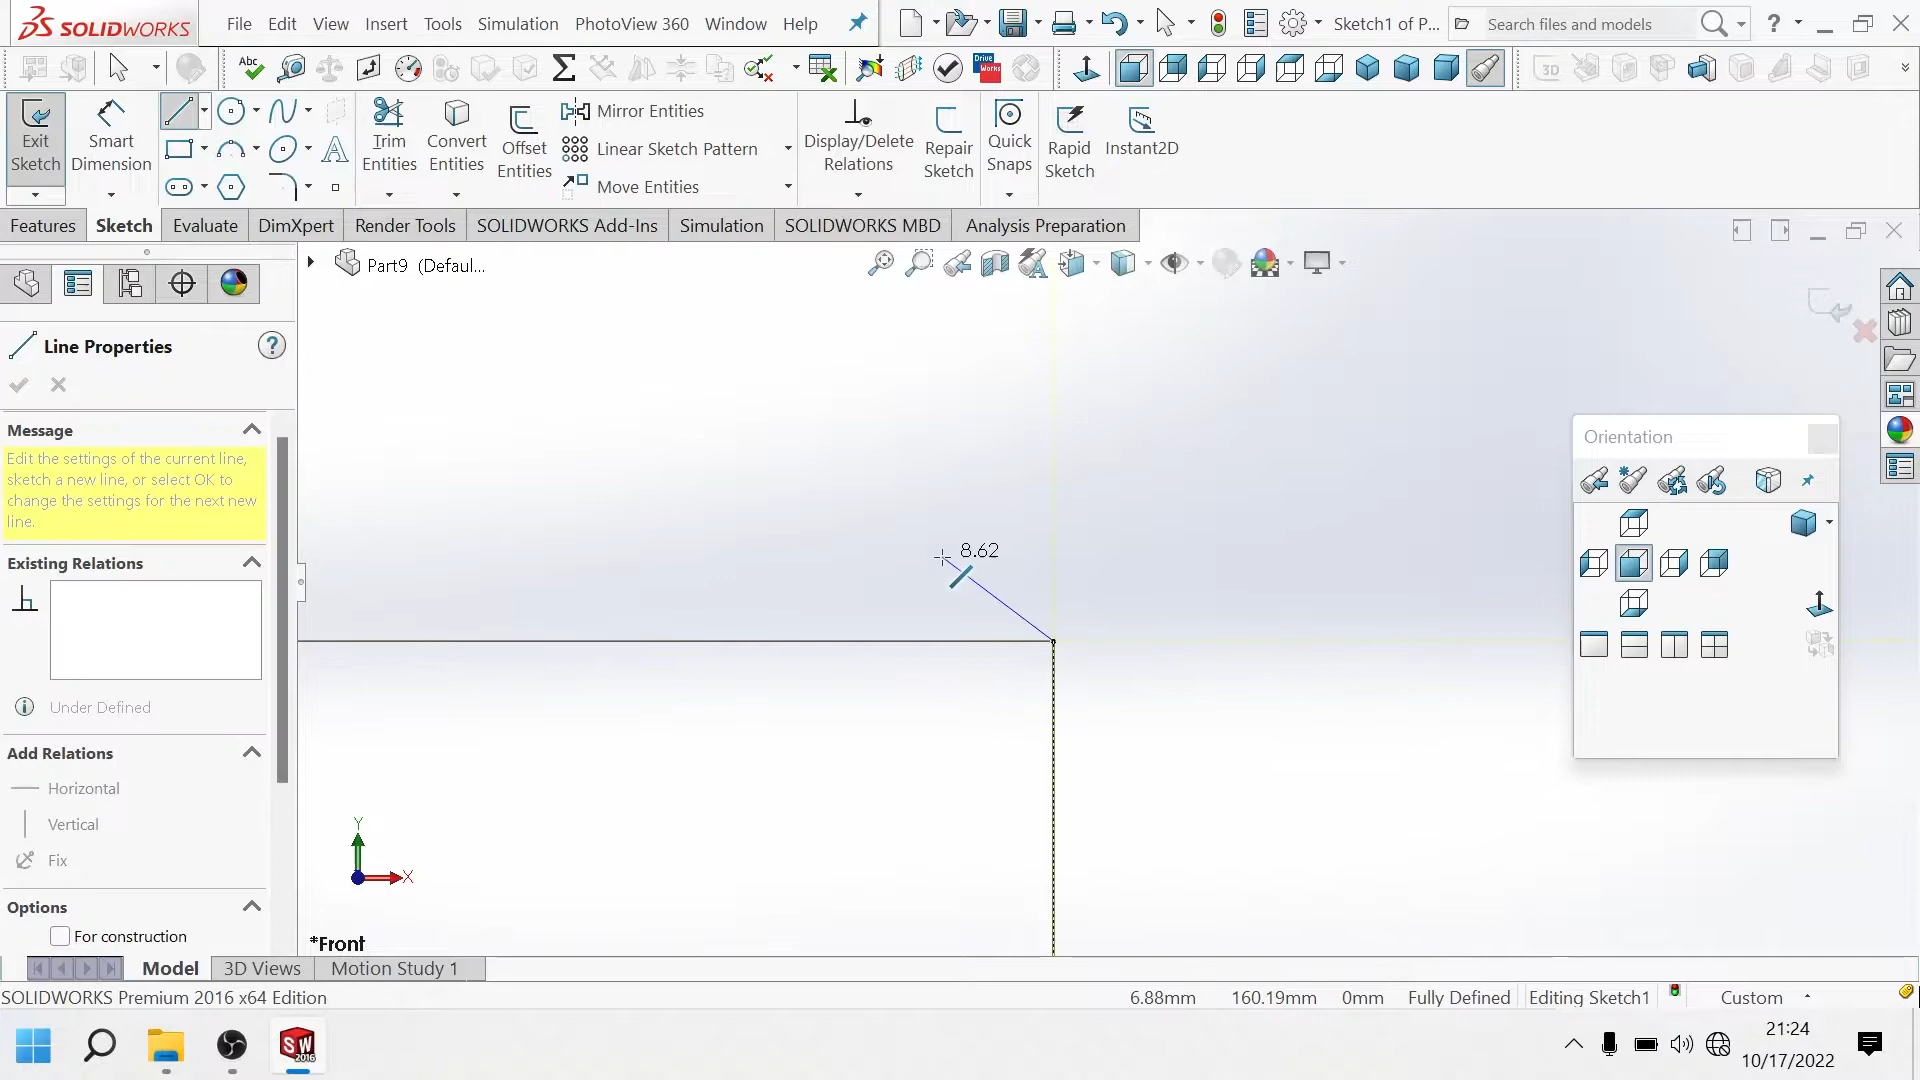 SOLIDWORKS
File Edit View Insert Tools Simulation PhotoView 360 Window Help
Sketch1 of P...
Search files and models
?
Abc
Drive
Works
3D
Exit
Sketch
Smart
Dimension
A
Trim
Entities
Convert
Entities
Offset
Entities
Mirror Entities
Linear Sketch Pattern
Move Entities
Display/Delete
Relations
Repair
Sketch
Quick
Snaps
Rapid
Sketch
Instant2D
Features Sketch Evaluate DimXpert Render Tools SOLIDWORKS Add-Ins Simulation SOLIDWORKS MBD Analysis Preparation
Part9 (Defaul...
Line Properties
?
Message
Edit the settings of the current line,
sketch a new line, or select OK to
change the settings for the next new
line.
Existing Relations
Under Defined
Add Relations
Horizontal
Vertical
Fix
Options
For construction
8.62
Y
X
*Front
Orientation
Model 3D Views Motion Study 1
SOLIDWORKS Premium 2016 x64 Edition
6.88mm 160.19mm 0mm Fully Defined Editing Sketch1 Custom
SW
2016
21:24
10/17/2022